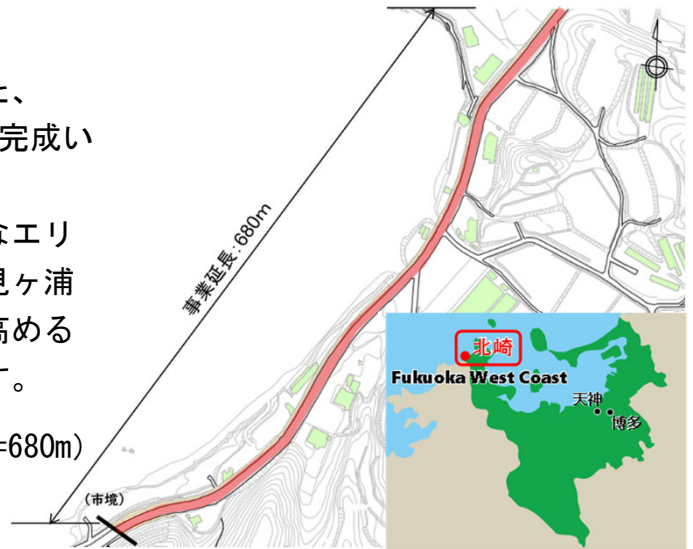 に、
完成い
なエリ
見ヶ浦
高める
す。
=680m)
事業延長：680m
(市境)
北崎
Fukuoka West Coast
天神
博多